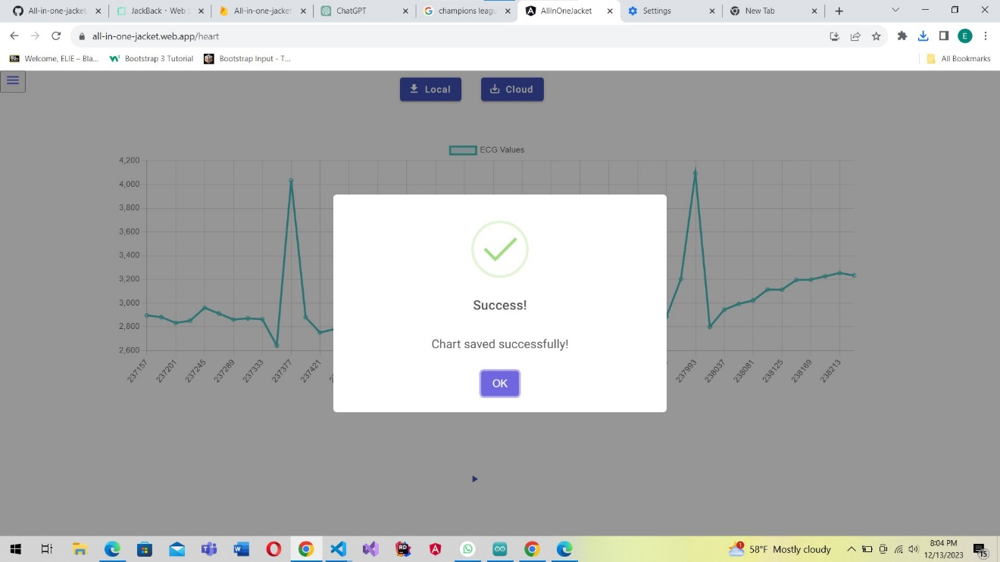 All-in-one-jacket.
JackBack · Web
All-in-one-jacket
ChatGPT
champions leagu
AllInOneJacket
Settings
New Tab
all-in-one-jacket.web.app/heart
E
Bb
Welcome, ELIE – Bla...
Bootstrap 3 Tutorial
Bootstrap Input - T...
All Bookmarks
Local
Cloud
ECG Values
4,200
4,000
3,800
3,600
3,400
3,200
3,000
2,800
2,600
237157
237201
237245
237289
237333
237377
237421
237993
238037
238081
238125
238169
238213
Success!
Chart saved successfully!
OK
58°F Mostly cloudy
8:04 PM
12/13/2023
15